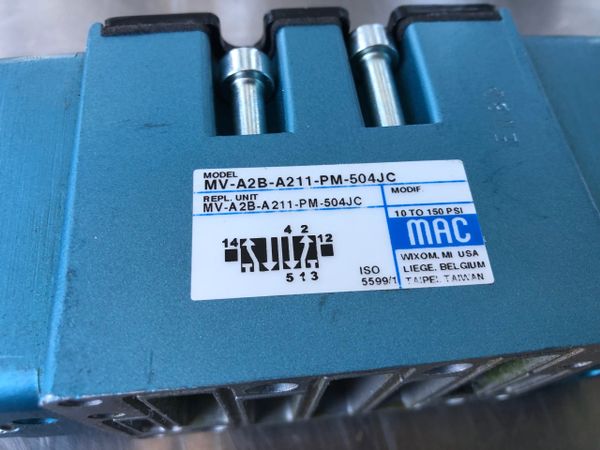 MODEL
MV-A2B-A211-PM-504JC
REPL. UNIT
MV-A2B-A211-PM-504JC
MODIF.
10 TO 150 PSI
MAC
WIXOM. MI USA
LIEGE. BELGIUM
TAIPEI. TAIWAN
4 2
14 12
5 1 3
ISO
5599/1